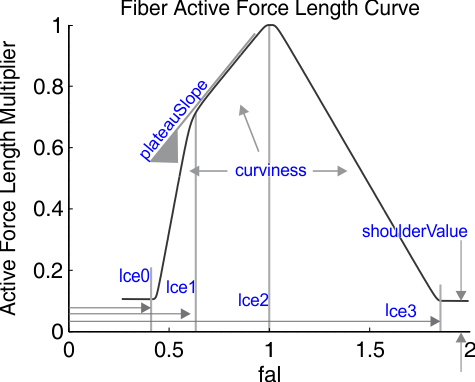 Fiber Active Force Length Curve
Active Force Length Multiplier
1
0.8
0.6
0.4
0.2
0
plateauSlope
curviness
shoulderValue
lce0
lce1
lce2
lce3
0
0.5
1
1.5
2
fal